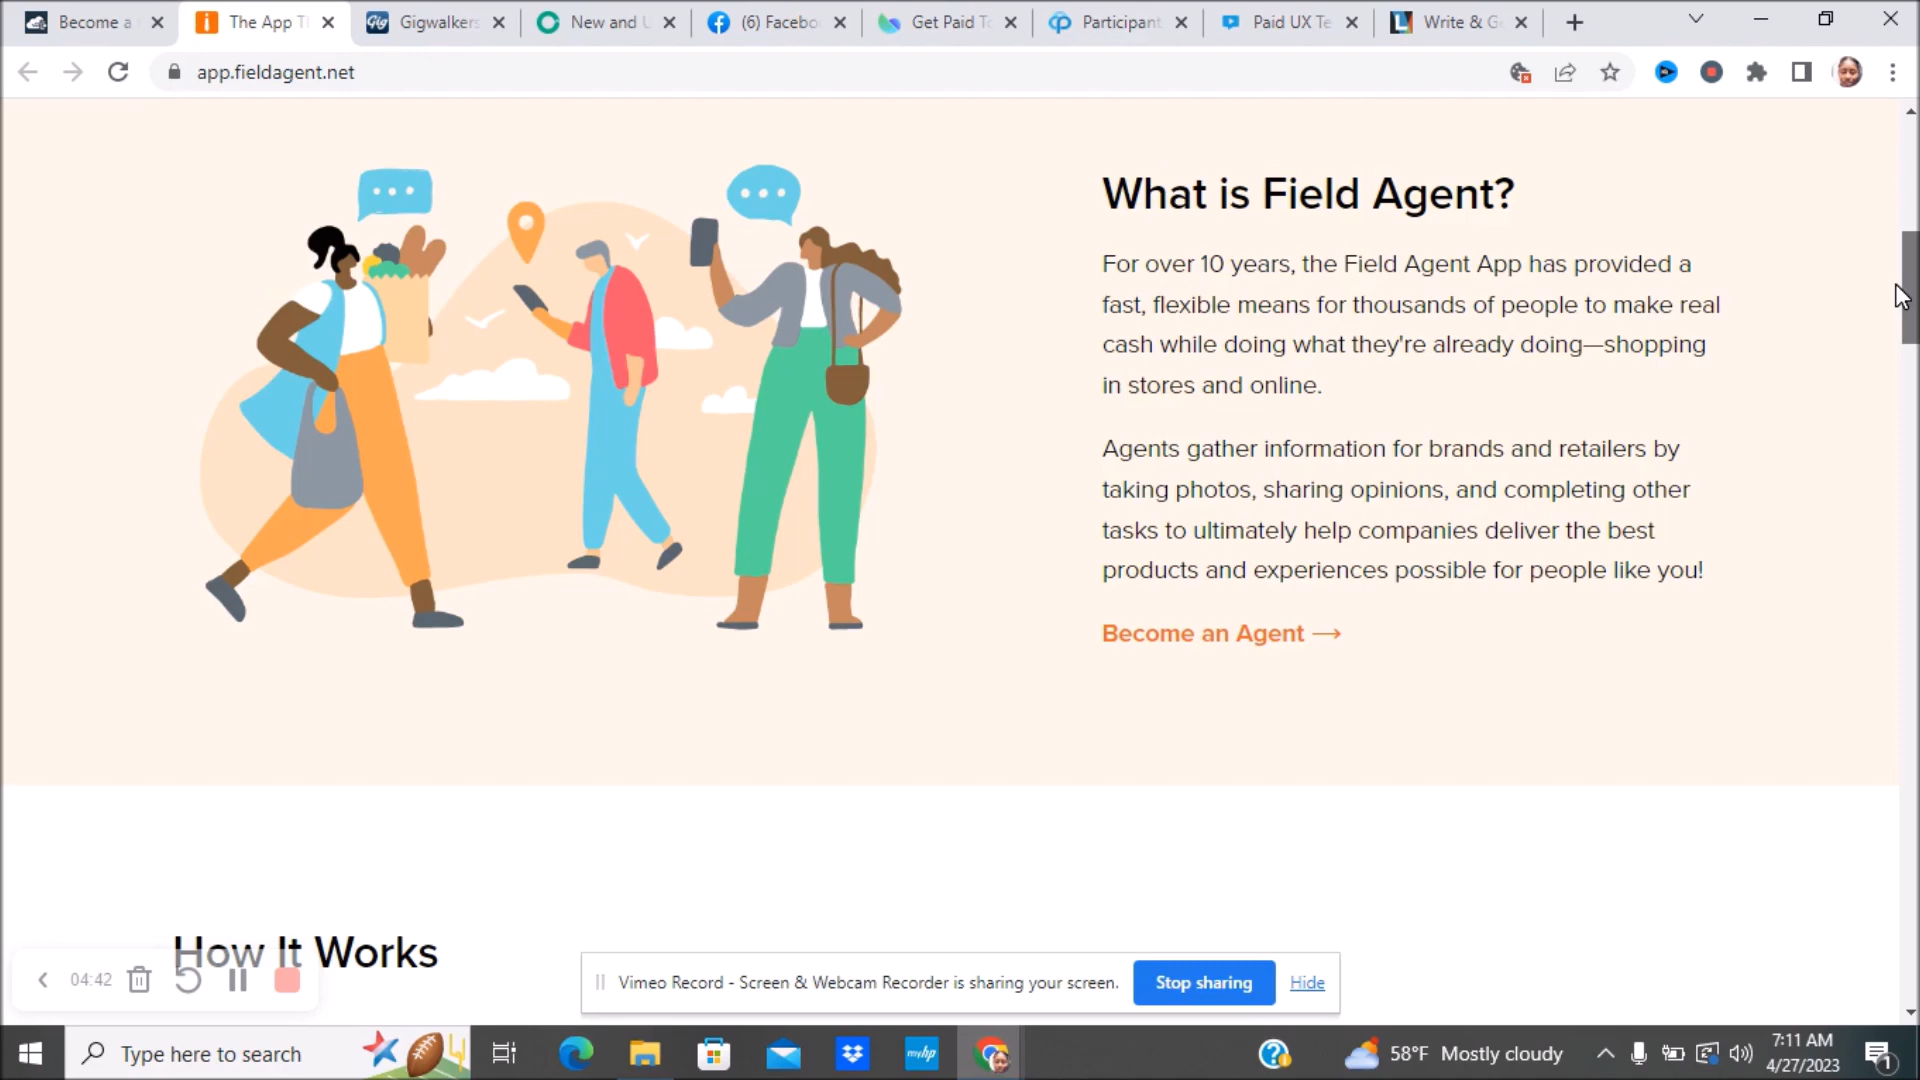 Become a
The App T
Gig
Gigwalkers
New and U
(6) Facebo
Get Paid T
Participant
Paid UX Te
Write & G
app.fieldagent.net
What is Field Agent?
For over 10 years, the Field Agent App has provided a
fast, flexible means for thousands of people to make real
cash while doing what they're already doing—shopping
in stores and online.
Agents gather information for brands and retailers by
taking photos, sharing opinions, and completing other
tasks to ultimately help companies deliver the best
products and experiences possible for people like you!
Become an Agent →
How It Works
04:42
Vimeo Record - Screen & Webcam Recorder is sharing your screen.
Stop sharing
Hide
Type here to search
myhp
58°F Mostly cloudy
7:11 AM
4/27/2023
1